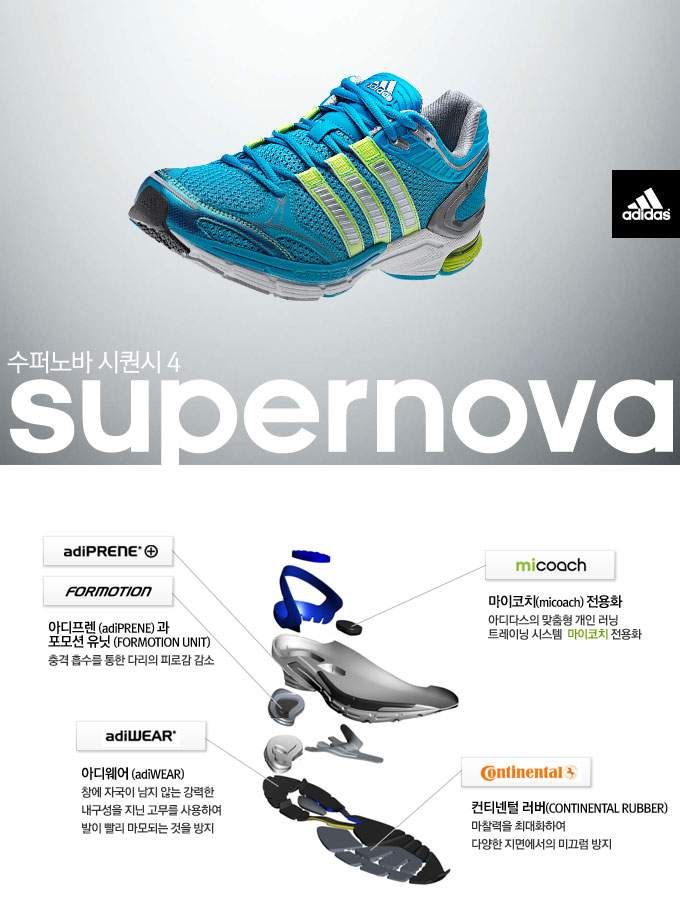 adidas
adidas
수퍼노바 시퀀시 4
supernova
adiPRENE® +
FORMOTION
아디프렌 (adiPRENE) 과
포모션 유닛 (FORMOTION UNIT)
충격 흡수를 통한 다리의 피로감 감소
micoach
마이코치(micoach) 전용화
아디다스의 맞춤형 개인 러닝
트레이닝 시스템 마이코치 전용화
adiWEAR®
아디웨어 (adiWEAR)
창에 자국이 남지 않는 강력한
내구성을 지닌 고무를 사용하여
발이 빨리 마모되는 것을 방지
Continental
컨티넨털 러버(CONTINENTAL RUBBER)
마찰력을 최대화하여
다양한 지면에서의 미끄럼 방지